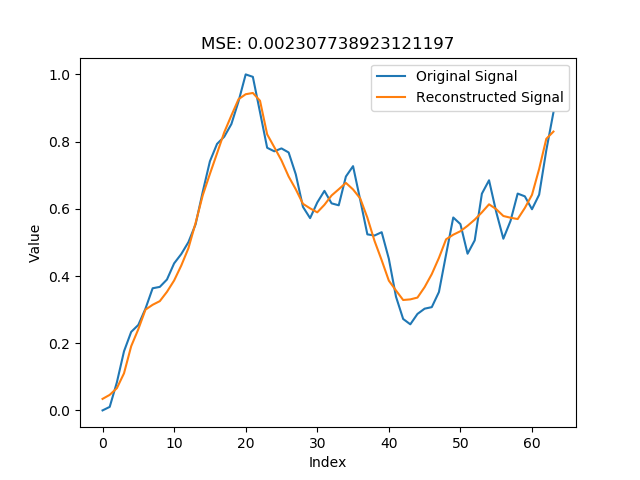 MSE: 0.002307738923121197
Original Signal
Reconstructed Signal
1.0
0.8
0.6
0.4
0.2
0.0
Value
0 10 20 30 40 50 60
Index